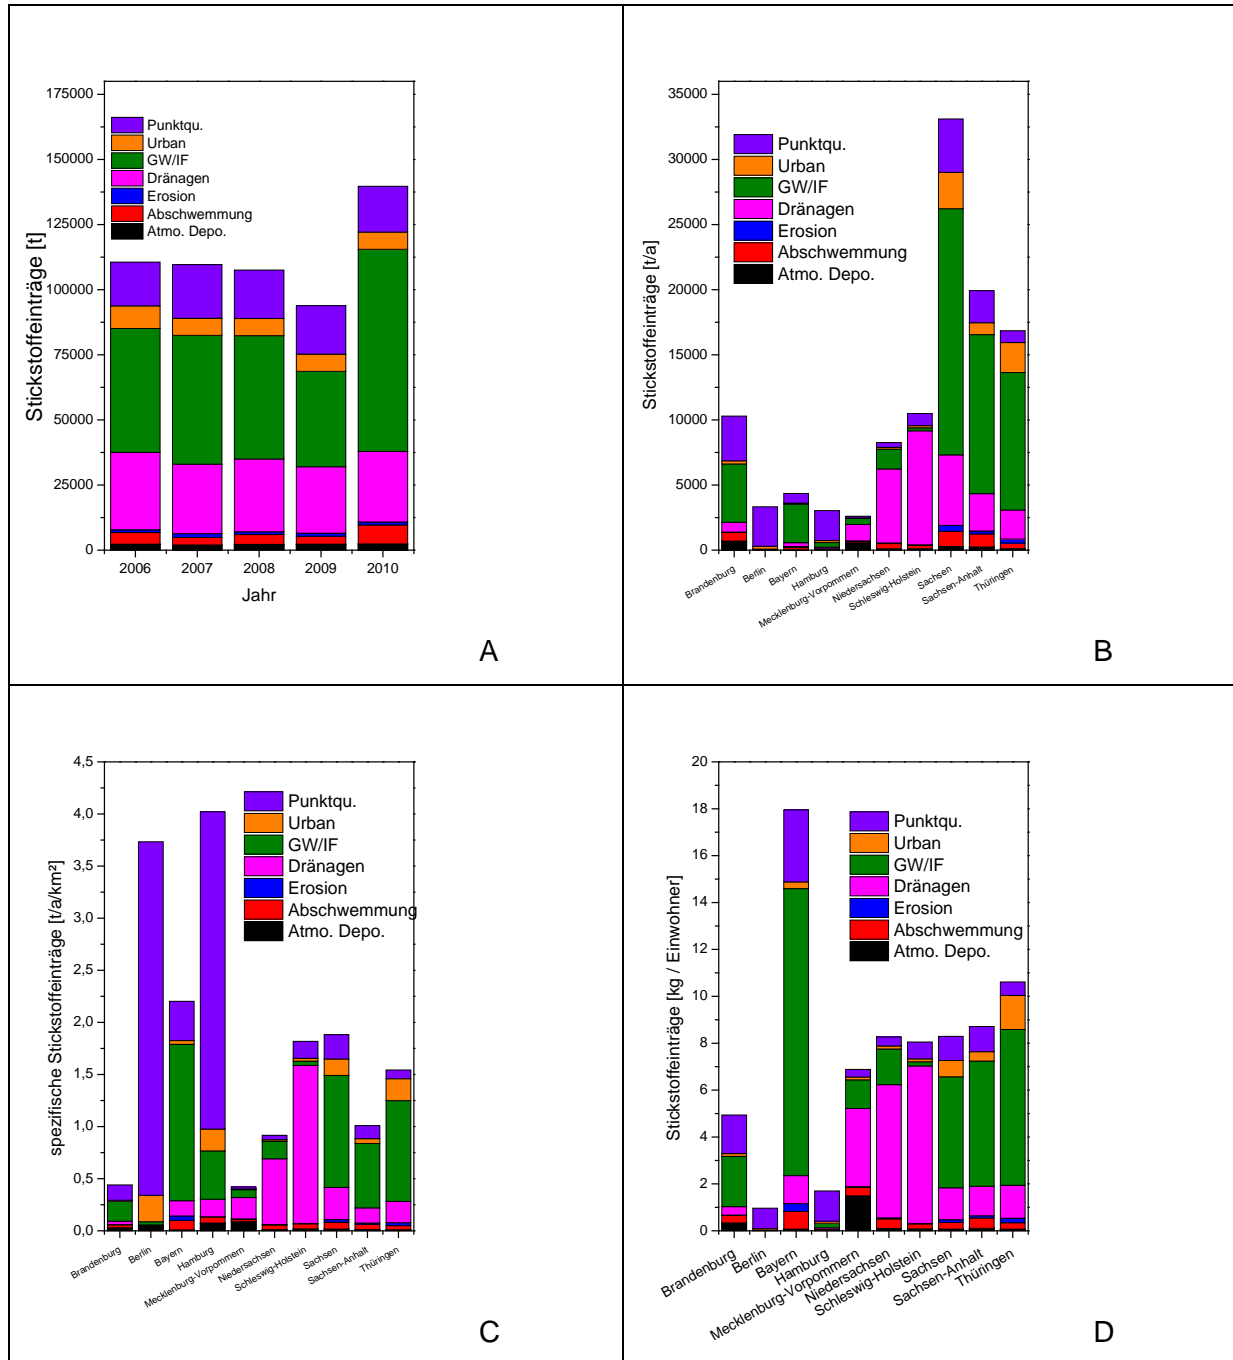 175000
150000
125000
100000
75000
50000
25000
0
Stickstoffeinträge [t]
Punktqu.
Urban
GW/IF
Dränagen
Erosion
Abschwemmung
Atmo. Depo.
2006 2007 2008 2009 2010
Jahr
A
35000
30000
25000
20000
15000
10000
5000
0
Stickstoffeinträge [t/a]
Punktqu.
Urban
GW/IF
Dränagen
Erosion
Abschwemmung
Atmo. Depo.
Brandenburg
Berlin
Bayern
Hamburg
Mecklenburg-Vorpommern
Niedersachsen
Schleswig-Holstein
Sachsen
Sachsen-Anhalt
Thüringen
B
4,5
4,0
3,5
3,0
2,5
2,0
1,5
1,0
0,5
0,0
spezifische Stickstoffeinträge [t/a/km²]
Punktqu.
Urban
GW/IF
Dränagen
Erosion
Abschwemmung
Atmo. Depo.
Brandenburg
Berlin
Bayern
Hamburg
Mecklenburg-Vorpommern
Niedersachsen
Schleswig-Holstein
Sachsen
Sachsen-Anhalt
Thüringen
C
20
18
16
14
12
10
8
6
4
2
0
Stickstoffeinträge [kg / Einwohner]
Punktqu.
Urban
GW/IF
Dränagen
Erosion
Abschwemmung
Atmo. Depo.
Brandenburg
Berlin
Bayern
Hamburg
Mecklenburg-Vorpommern
Niedersachsen
Schleswig-Holstein
Sachsen
Sachsen-Anhalt
Thüringen
D